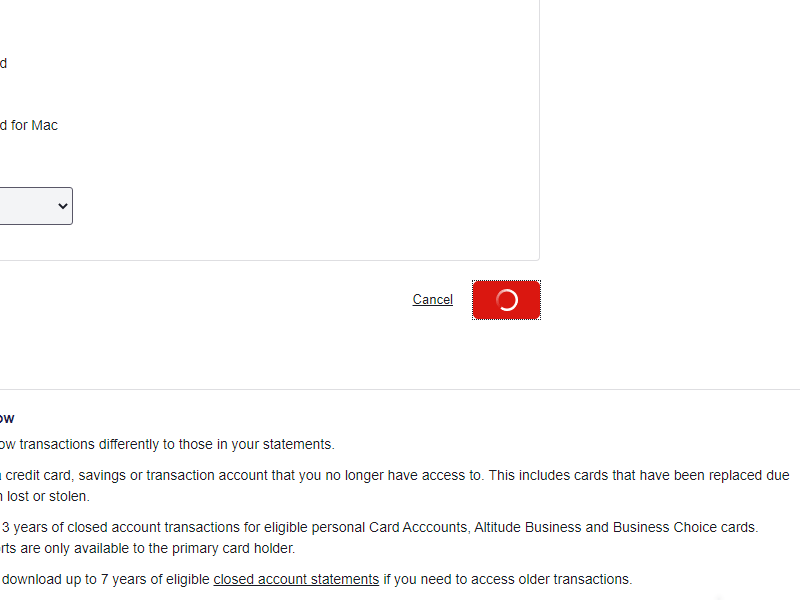 d
d for Mac
Cancel
ow
ow transactions differently to those in your statements.
credit card, savings or transaction account that you no longer have access to. This includes cards that have been replaced due
lost or stolen.
3 years of closed account transactions for eligible personal Card Acccounts, Altitude Business and Business Choice cards.
rts are only available to the primary card holder.
download up to 7 years of eligible closed account statements if you need to access older transactions.